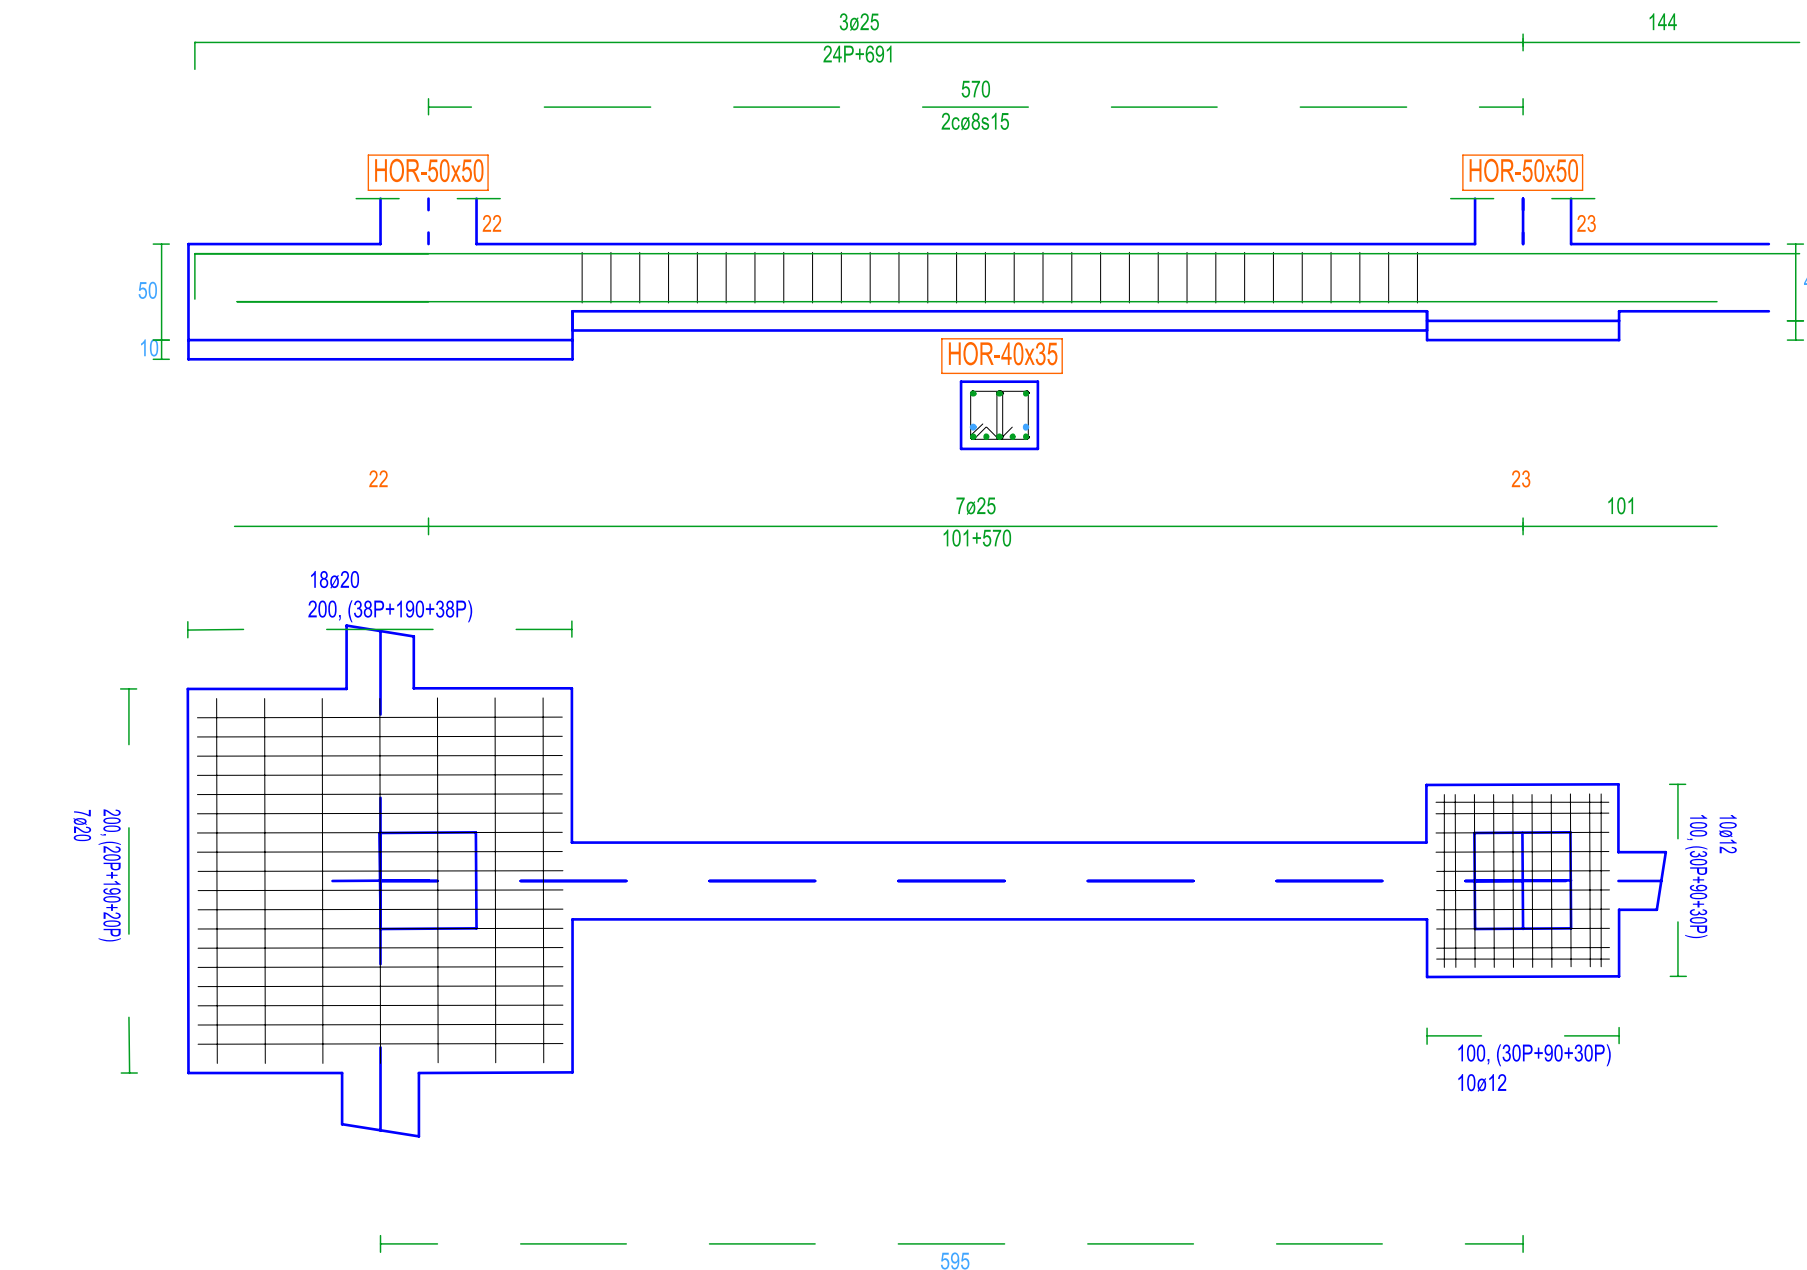 3ø25
144
24P+691
570
2cø8s15
HOR-50x50
HOR-50x50
22
23
50
10
HOR-40x35
22
23
7ø25
101
101+570
18ø20
200, (38P+190+38P)
200, (20P+190+20P)
7ø20
10ø12
100, (30P+90+30P)
100, (30P+90+30P)
10ø12
595